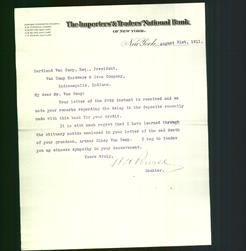 The Importers & Traders National Bank,
OF NEW YORK.
New York, August 21st, 1911.
Cortland Van Camp, Esq., President,
Van Camp Hardware & Iron Company,
Indianapolis, Indiana.
My dear Mr. Van Camp:
Your letter of the instant is received and we
note your remarks regarding the delay in the deposits recently
made with this bank for your credit.
It is with much regret that I have learned through
the obituary notice enclosed in your letter of the sad death
of your grandson, Arthur Van Camp. I beg to tender
you my sincere sympathy in your bereavement.
Yours truly,
Cashier.